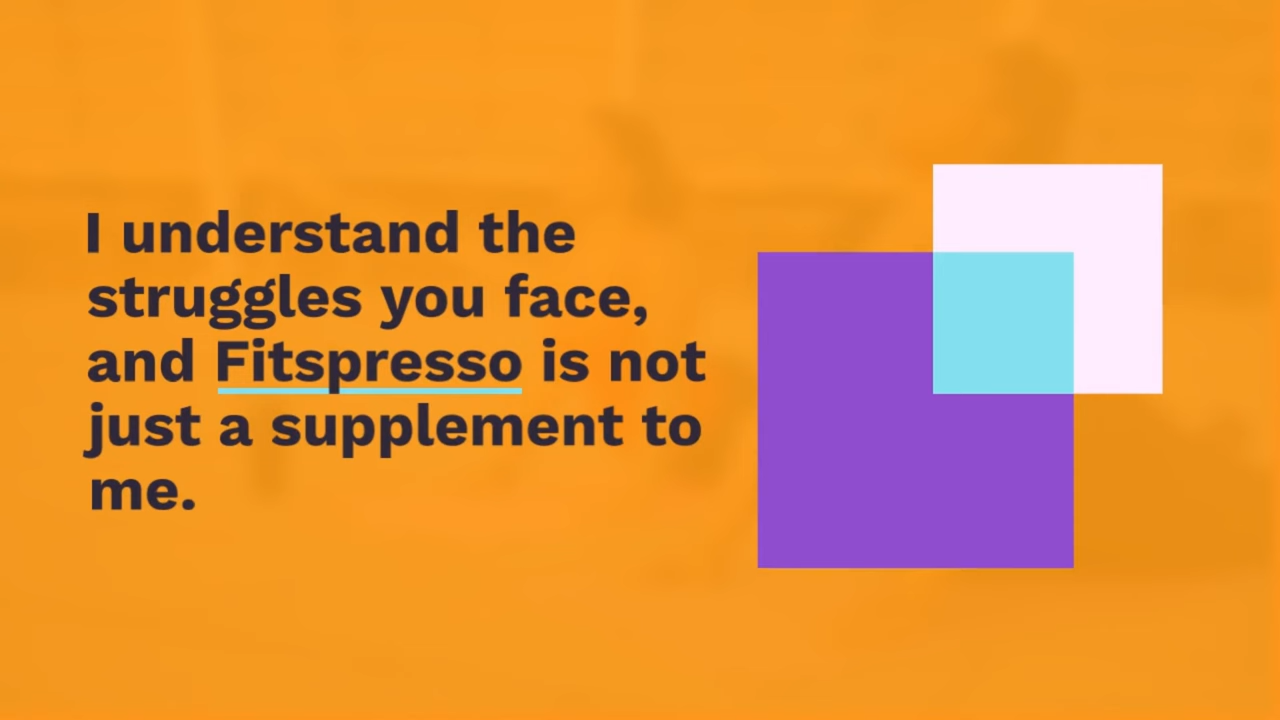 I understand the
struggles you face,
and Fitspresso is not
just a supplement to
me.